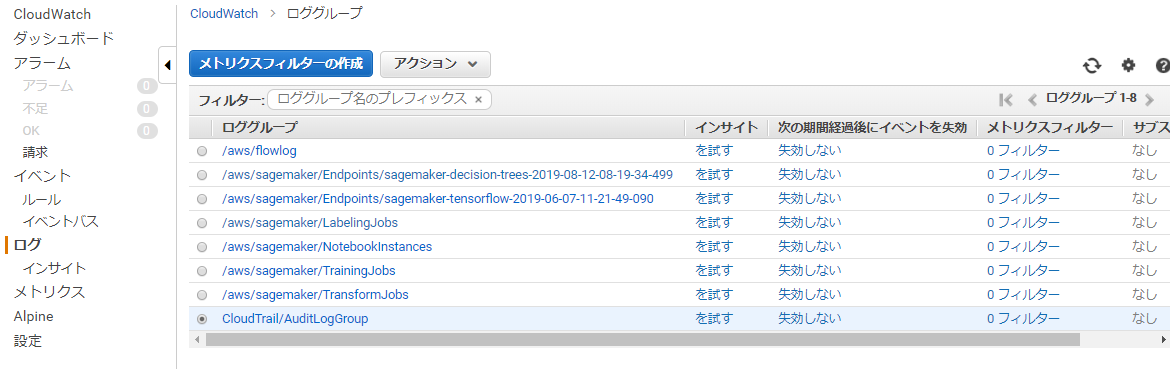 CloudWatch
ダッシュボード
アラーム
アラーム 0
不足 0
OK 0
請求
イベント
ルール
イベントバス
ログ
インサイト
メトリクス
Alpine
設定
CloudWatch > ロググループ
メトリクスフィルターの作成 アクション
フィルター: ロググループ名のプレフィックス × ロググループ 1-8
ロググループ インサイト 次の期間経過後にイベントを失効 メトリクスフィルター サブス
/aws/flowlog を試す 失効しない 0 フィルター なし
/aws/sagemaker/Endpoints/sagemaker-decision-trees-2019-08-12-08-19-34-499 を試す 失効しない 0 フィルター なし
/aws/sagemaker/Endpoints/sagemaker-tensorflow-2019-06-07-11-21-49-090 を試す 失効しない 0 フィルター なし
/aws/sagemaker/LabelingJobs を試す 失効しない 0 フィルター なし
/aws/sagemaker/NotebookInstances を試す 失効しない 0 フィルター なし
/aws/sagemaker/TrainingJobs を試す 失効しない 0 フィルター なし
/aws/sagemaker/TransformJobs を試す 失効しない 0 フィルター なし
CloudTrail/AuditLogGroup を試す 失効しない 0 フィルター なし